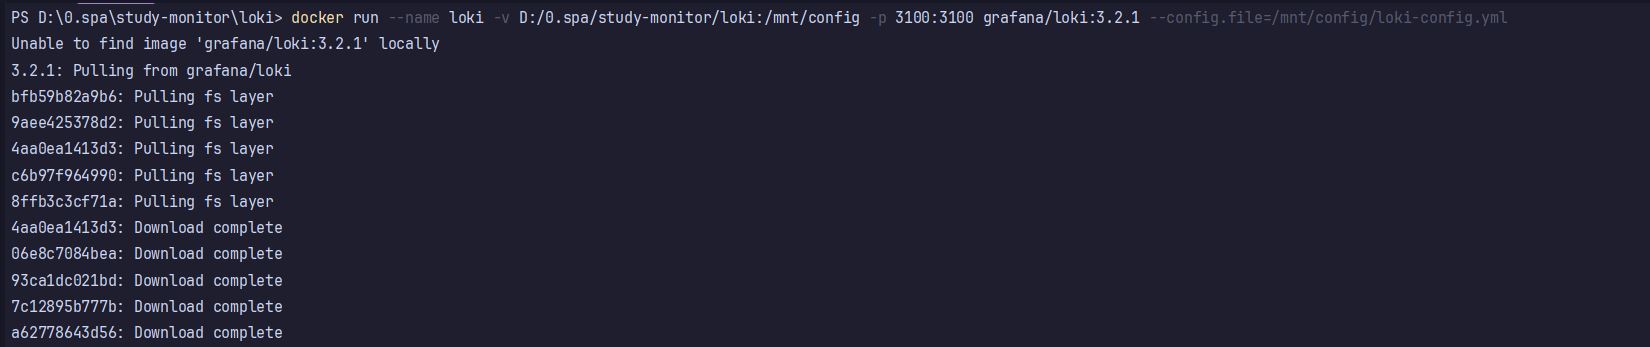 PS D:\0.spa\study-monitor\loki> docker run --name loki -v D:/0.spa/study-monitor/loki:/mnt/config -p 3100:3100 grafana/loki:3.2.1 --config.file=/mnt/config/loki-config.yml
Unable to find image 'grafana/loki:3.2.1' locally
3.2.1: Pulling from grafana/loki
bfb59b82a9b6: Pulling fs layer
9aee425378d2: Pulling fs layer
4aa0ea1413d3: Pulling fs layer
c6b97f964990: Pulling fs layer
8ffb3c3cf71a: Pulling fs layer
4aa0ea1413d3: Download complete
06e8c7084bea: Download complete
93ca1dc021bd: Download complete
7c12895b777b: Download complete
a62778643d56: Download complete